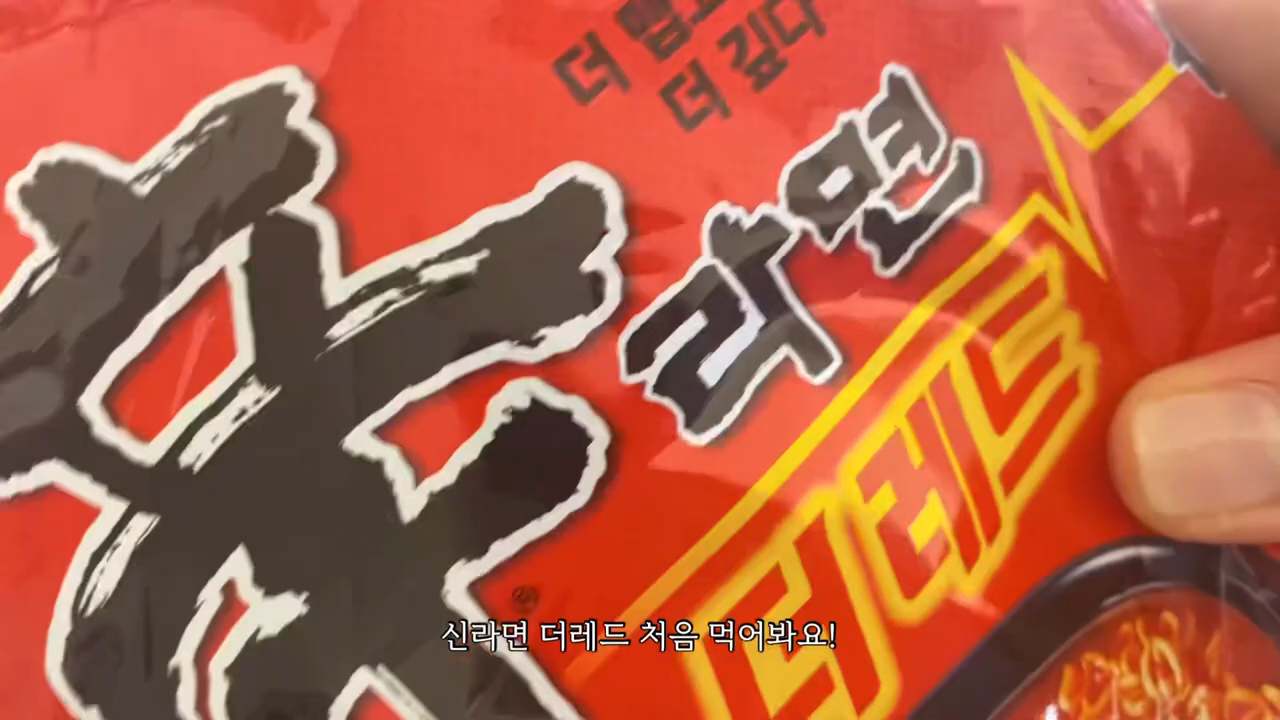 더 맵고
더 깊다
辛
라면
더레드
신라면 더레드 처음 먹어봐요!